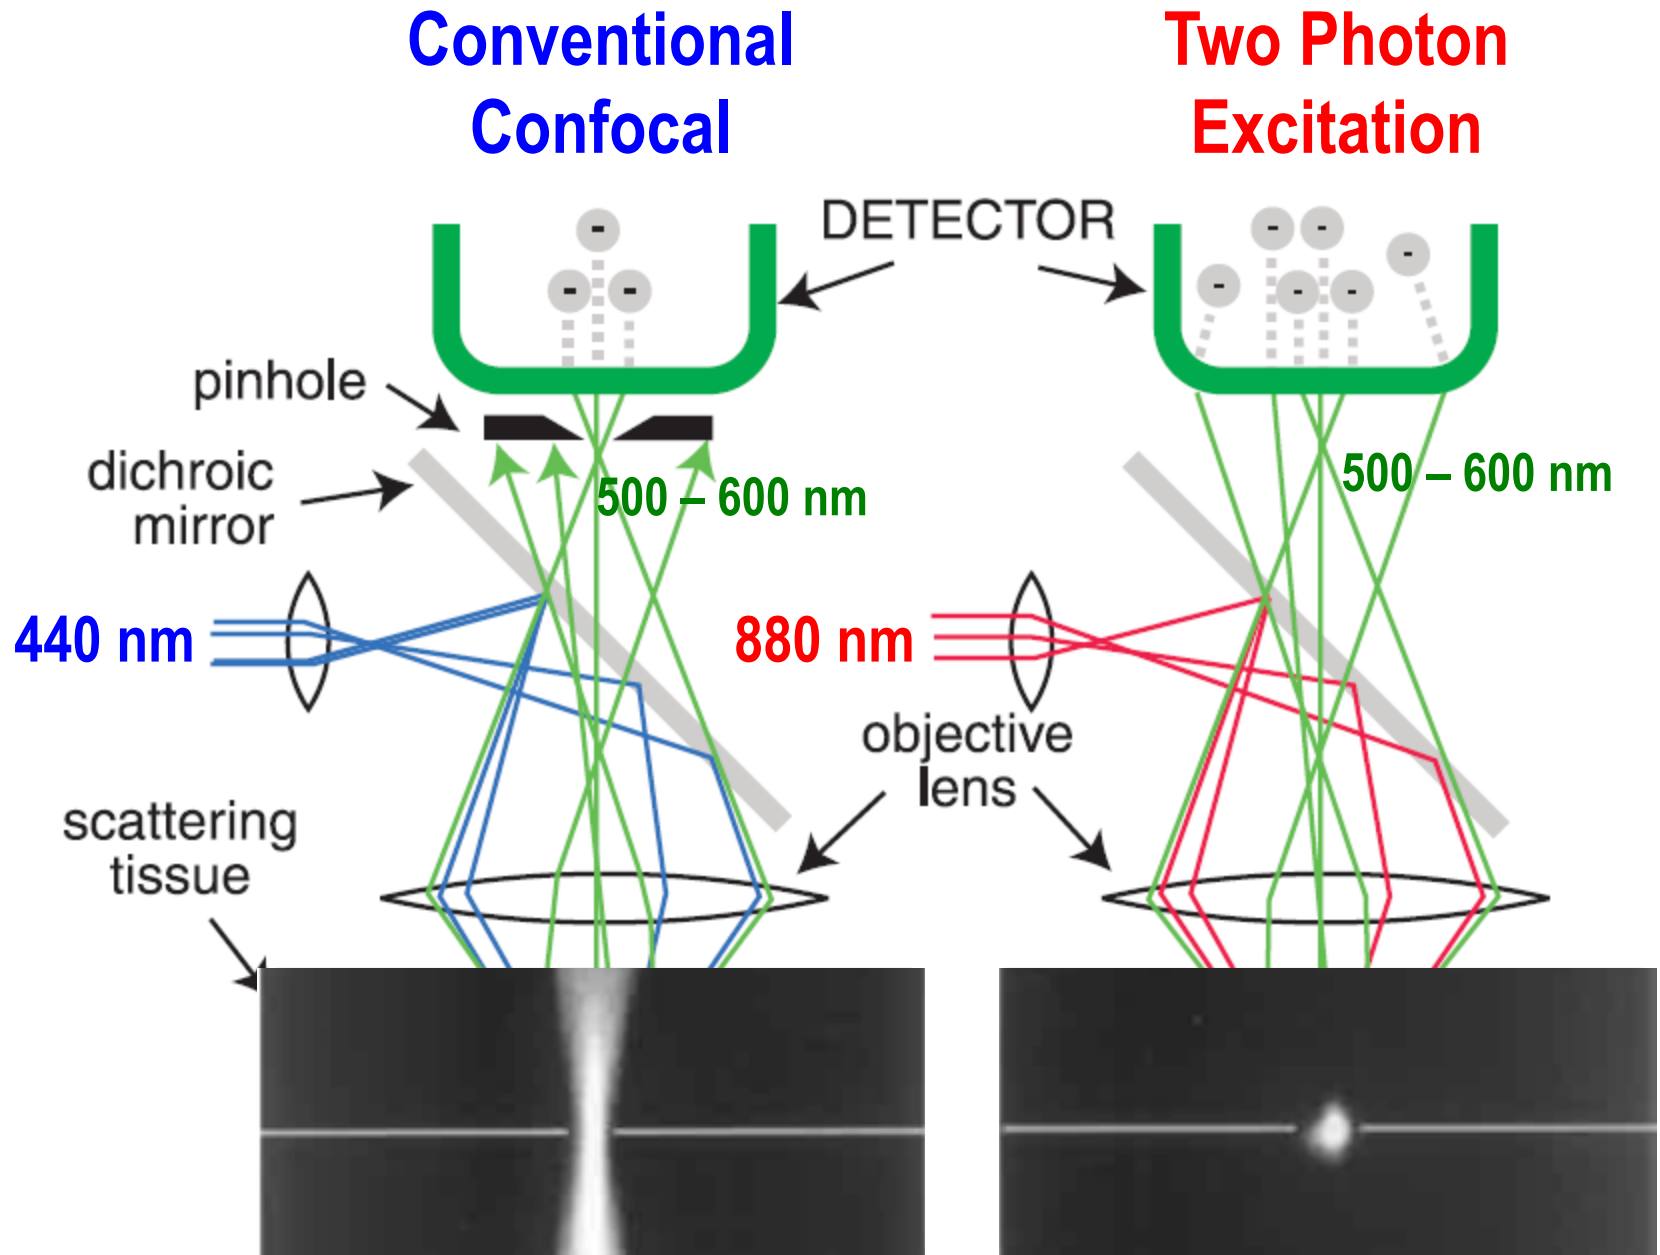 Conventional
Confocal
Two Photon
Excitation
DETECTOR
-
-
-
-
-
-
-
-
-
pinhole
dichroic
mirror
500 – 600 nm
500 – 600 nm
440 nm
880 nm
objective
lens
scattering
tissue